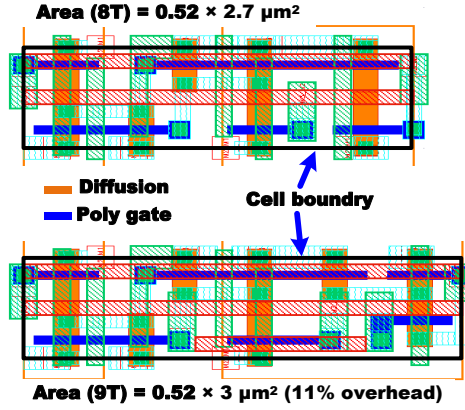 Area (8T) = 0.52 × 2.7 µm²
Diffusion
Poly gate
Cell boundry
Area (9T) = 0.52 × 3 µm² (11% overhead)